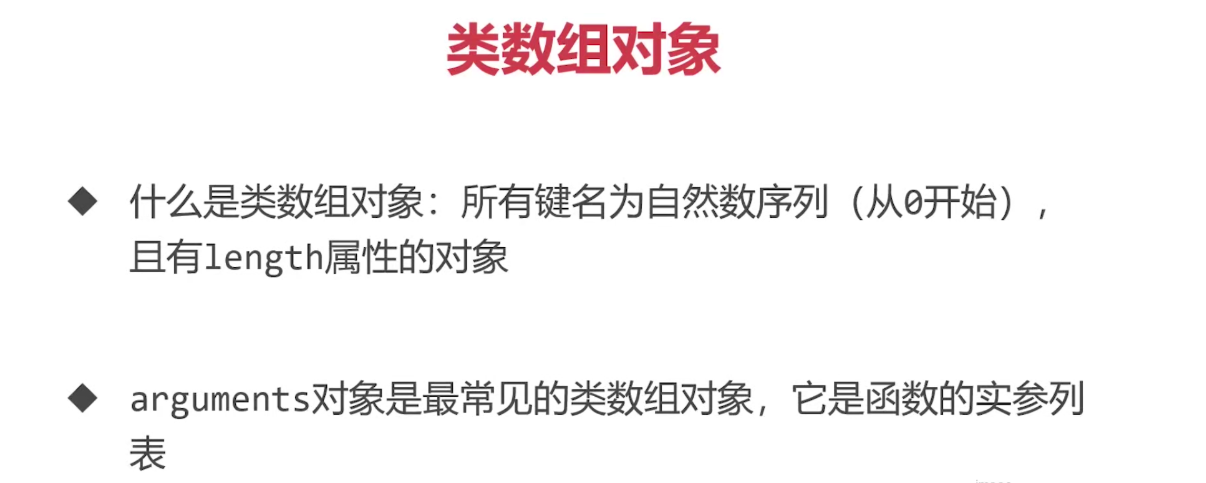 类数组对象
◆ 什么是类数组对象：所有键名为自然数序列（从0开始），
且有length属性的对象
◆ arguments对象是最常见的类数组对象，它是函数的实参列
表